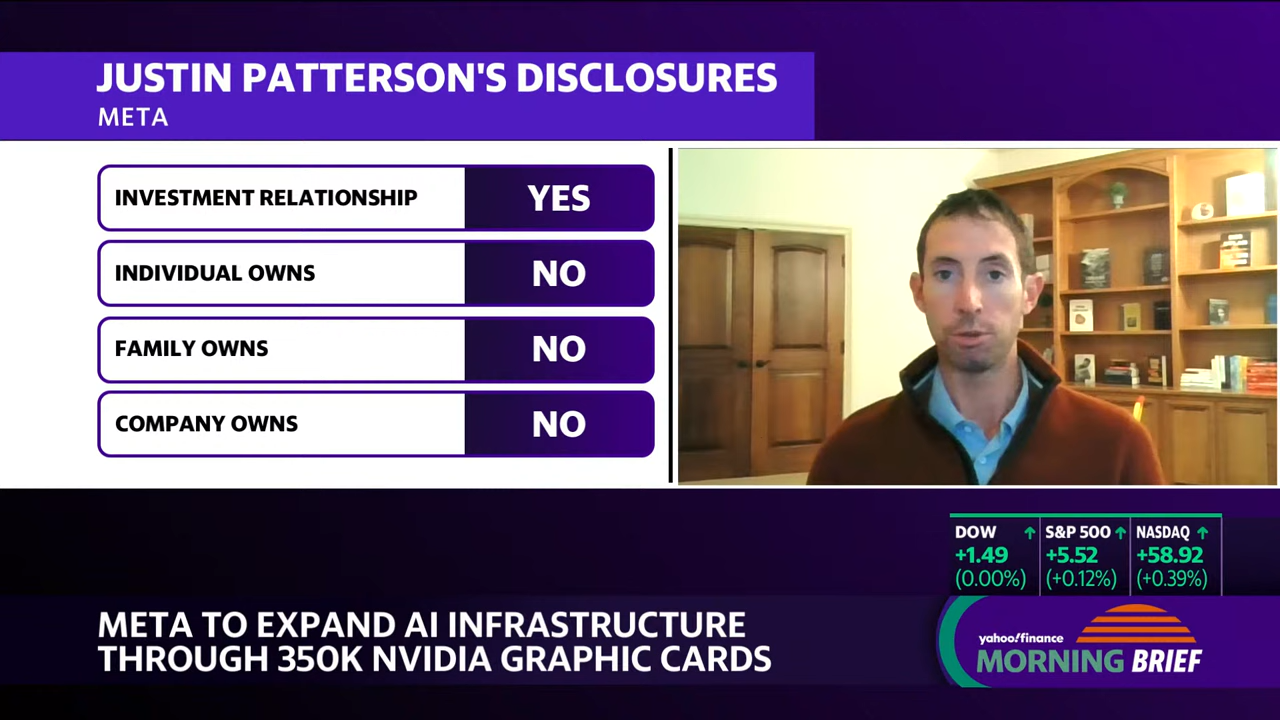 JUSTIN PATTERSON'S DISCLOSURES
META
INVESTMENT RELATIONSHIP YES
INDIVIDUAL OWNS NO
FAMILY OWNS NO
COMPANY OWNS NO
DOW ↑ S&P 500 ↑ NASDAQ ↑
+1.49 +5.52 +58.92
(0.00%) (+0.12%) (+0.39%)
META TO EXPAND AI INFRASTRUCTURE
THROUGH 350K NVIDIA GRAPHIC CARDS
yahoo!finance
MORNING BRIEF